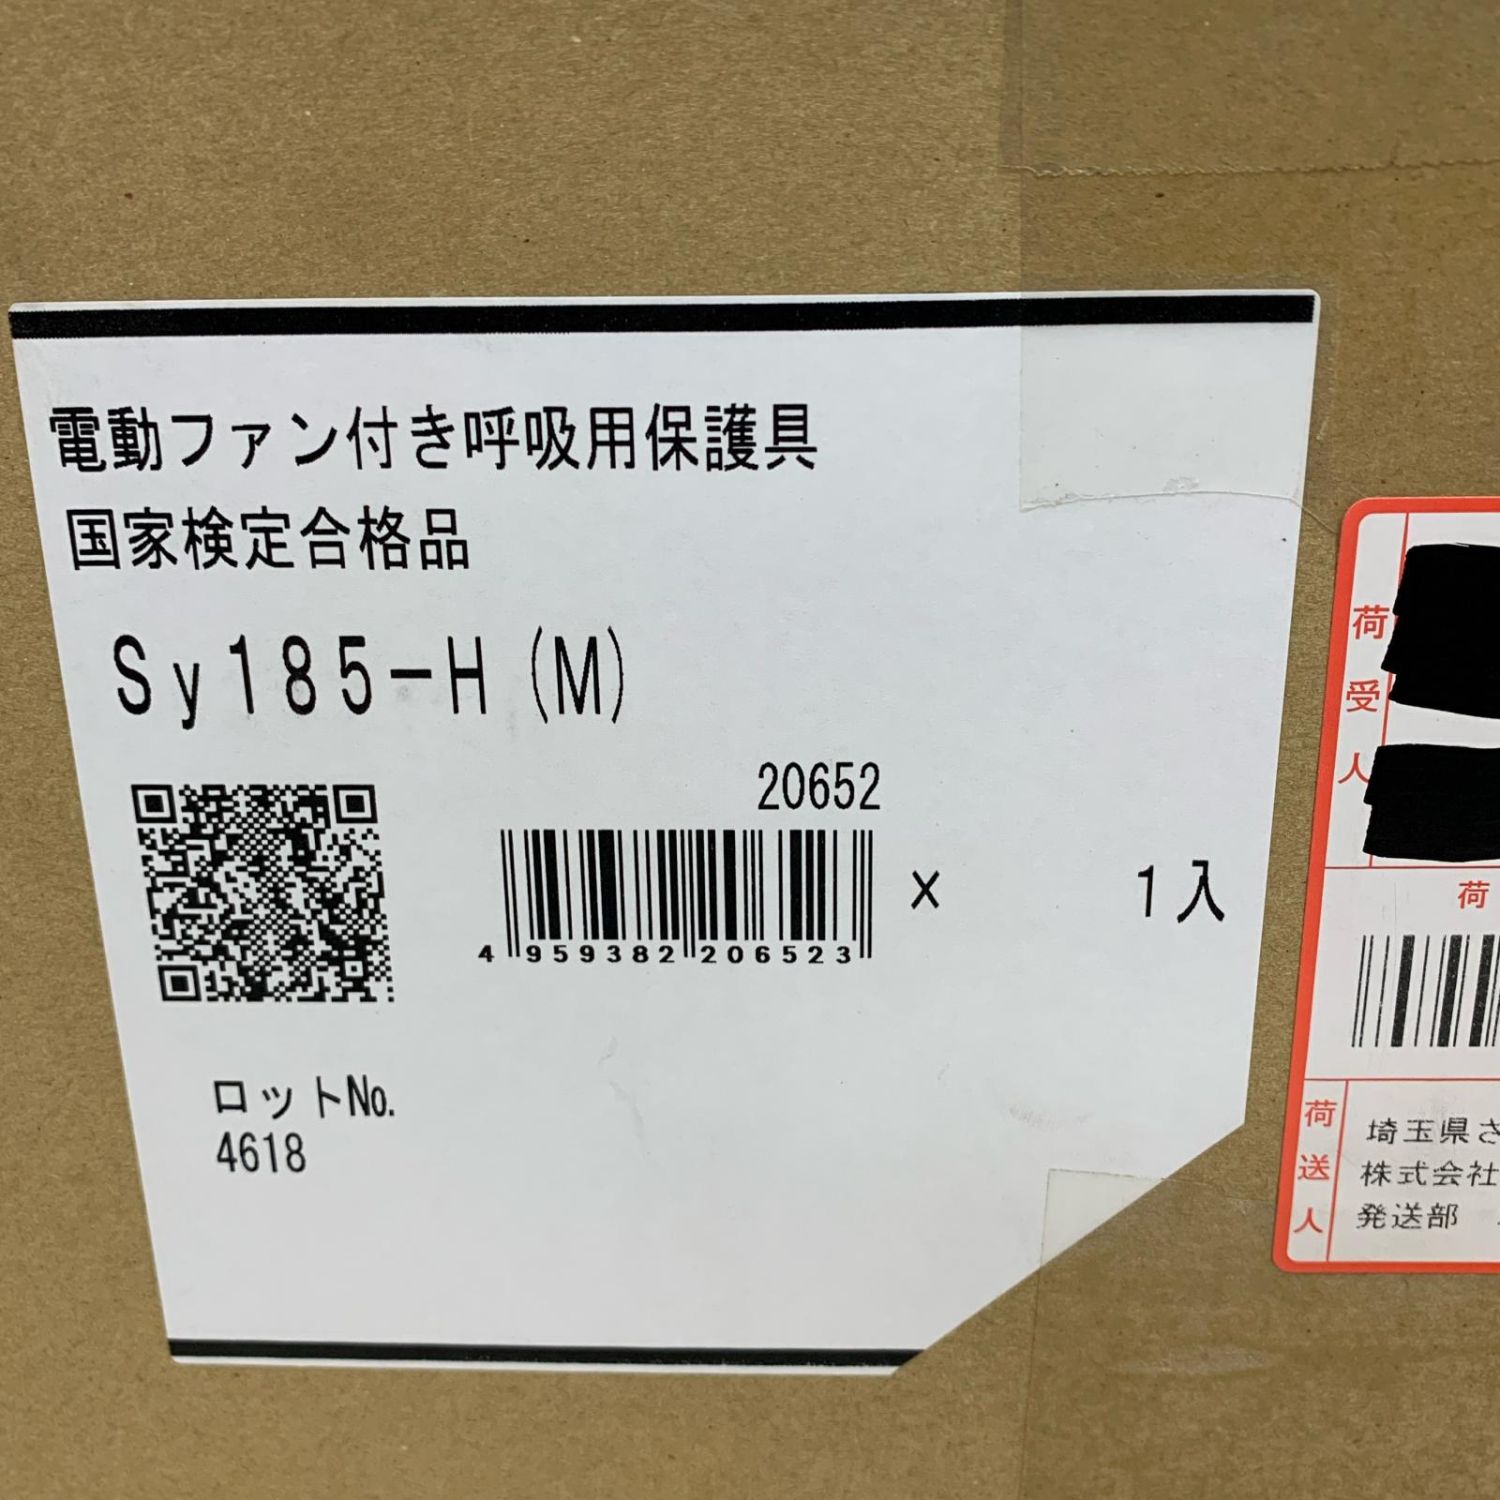 電動ファン付き呼吸用保護具
国家検定合格品
Sy185-H (M)
20652
4 959382 206523
× 1入
ロットNo.
4618
荷受人
荷
荷送人
埼玉県さ
株式会社
発送部